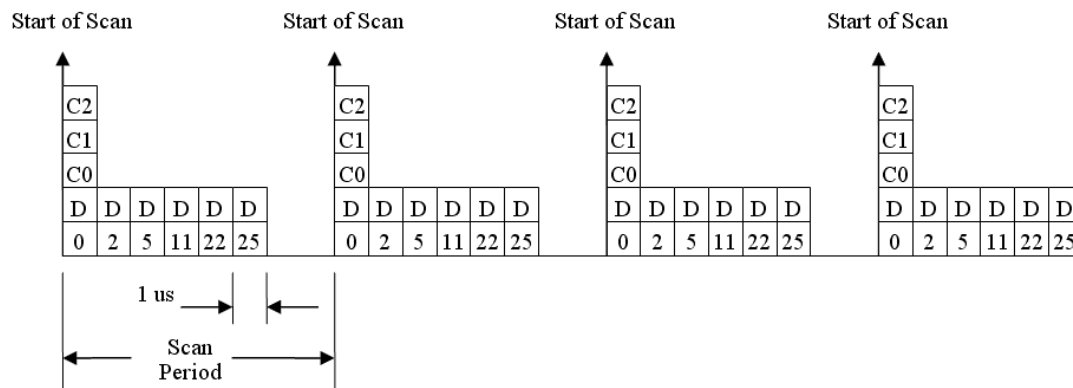 Start of Scan Start of Scan Start of Scan Start of Scan
C2 C2 C2 C2
C1 C1 C1 C1
C0 C0 C0 C0
D D D D D D D D D D D D D D D D D D D D D D D D
0 2 5 11 22 25 0 2 5 11 22 25 0 2 5 11 22 25 0 2 5 11 22 25
1 us
Scan
Period